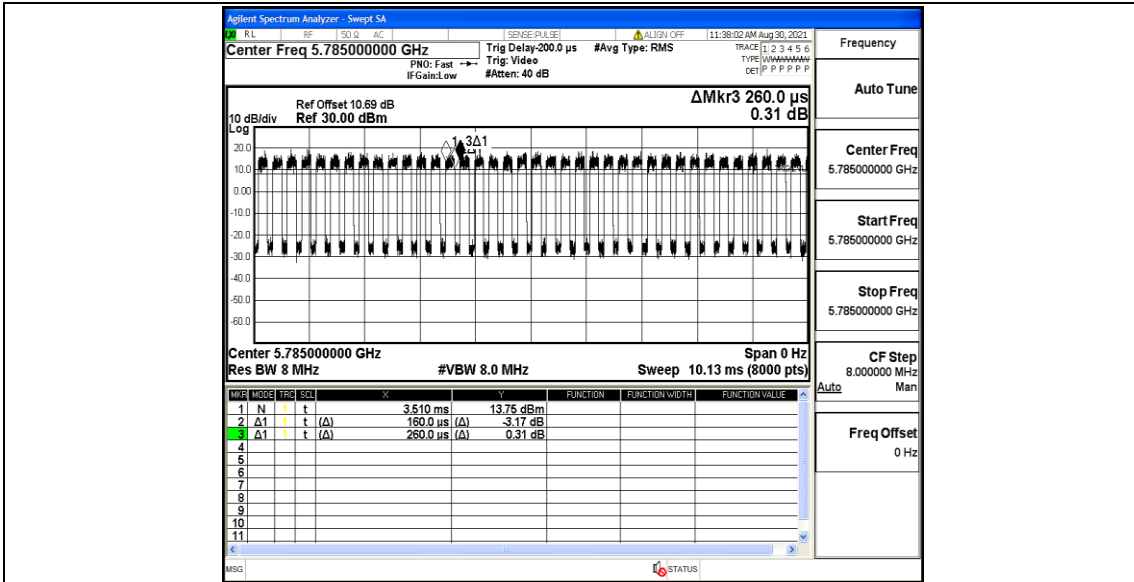 Agilent Spectrum Analyzer - Swept SA
RL RF 50 Ω AC SENSE:PULSE ALIGN OFF 11:38:02 AM Aug 30, 2021
Center Freq 5.785000000 GHz
PNO: Fast
IFGain:Low
Trig Delay-200.0 µs
Trig: Video
#Atten: 40 dB
#Avg Type: RMS
TRACE 1 2 3 4 5 6
TYPE
DET P P P P P P
ΔMkr3 260.0 µs
0.31 dB
Ref Offset 10.69 dB
10 dB/div Ref 30.00 dBm
Log
1 3Δ1
20.0
10.0
0.00
-10.0
-20.0
-30.0
-40.0
-50.0
-60.0
Center 5.785000000 GHz Span 0 Hz
Res BW 8 MHz #VBW 8.0 MHz Sweep 10.13 ms (8000 pts)
MKR MODE TRC SCL X Y FUNCTION FUNCTION WIDTH FUNCTION VALUE
1 N 1 t 3.510 ms 13.75 dBm
2 Δ1 1 t (Δ) 160.0 µs (Δ) -3.17 dB
3 Δ1 1 t (Δ) 260.0 µs (Δ) 0.31 dB
4
5
6
7
8
9
10
11
MSG STATUS
Frequency
Auto Tune
Center Freq
5.785000000 GHz
Start Freq
5.785000000 GHz
Stop Freq
5.785000000 GHz
CF Step
8.000000 MHz
Auto Man
Freq Offset
0 Hz